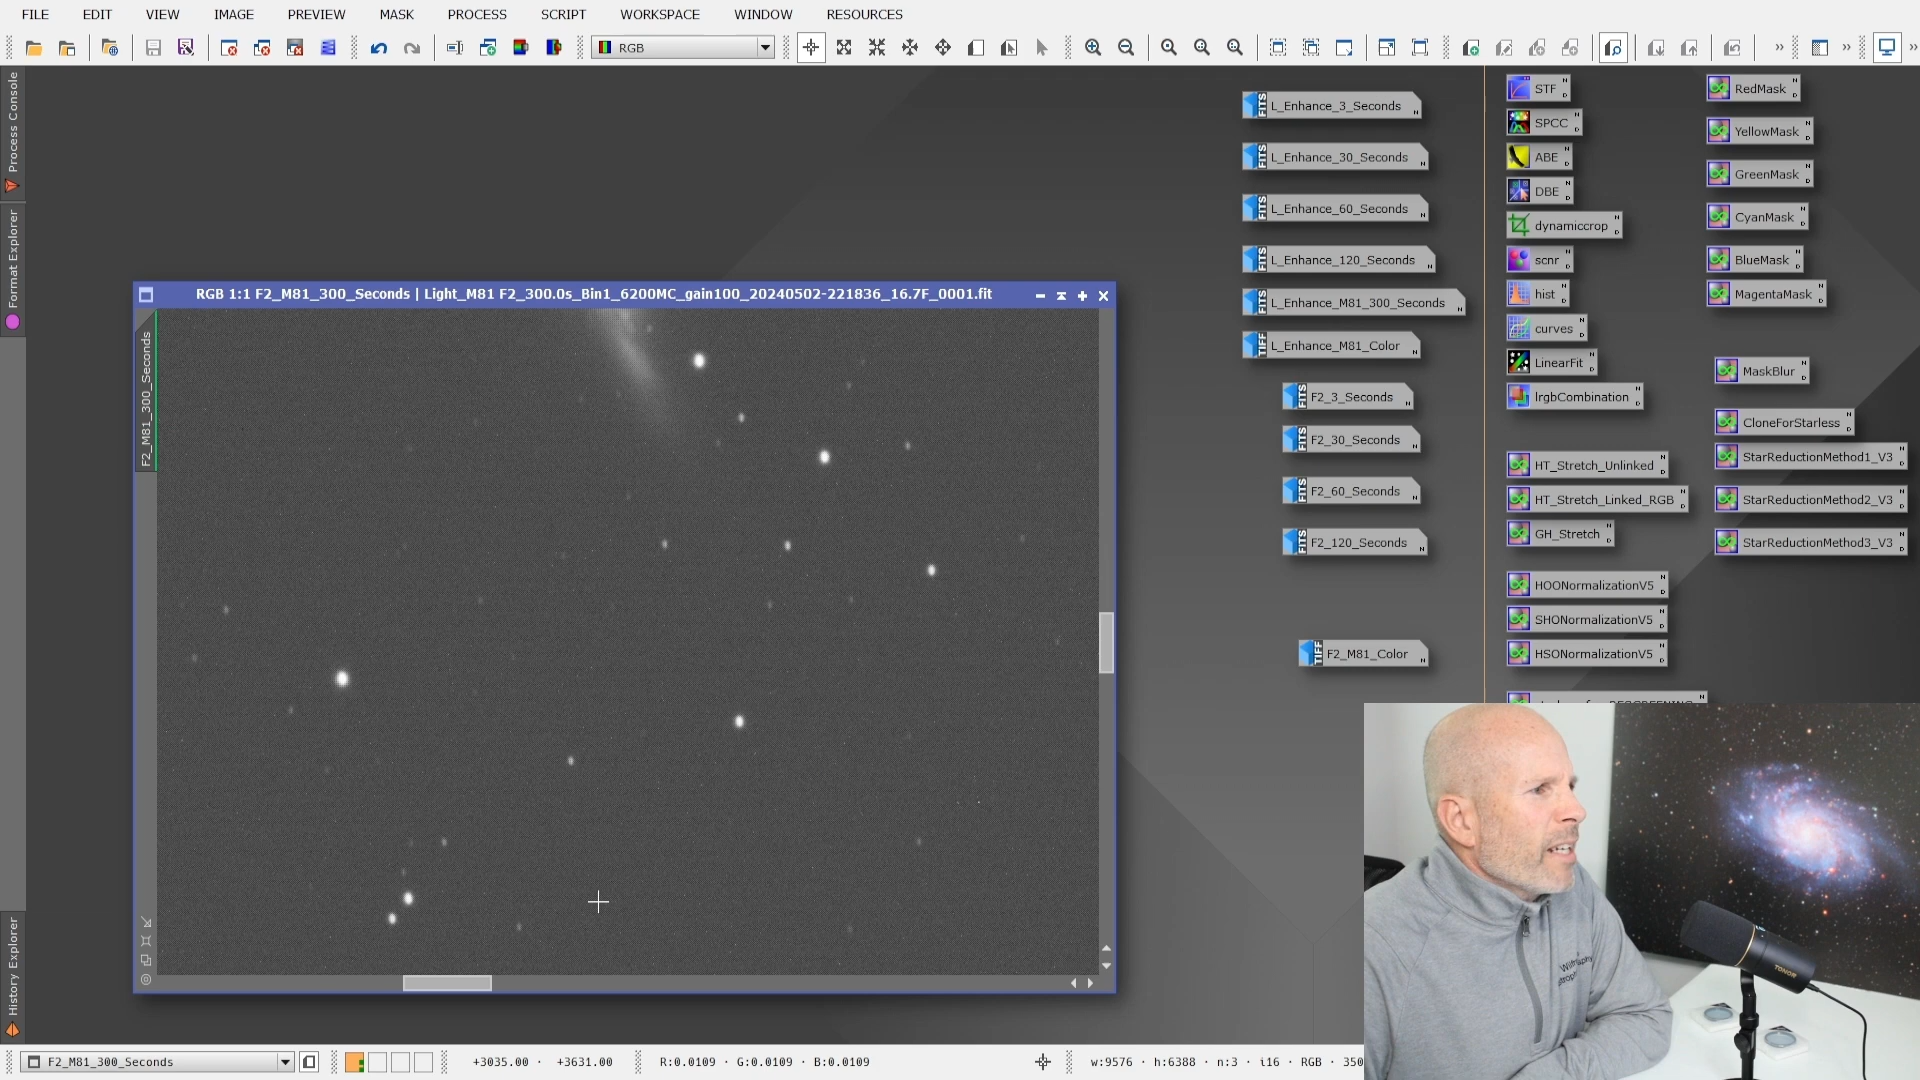 FILE EDIT VIEW IMAGE PREVIEW MASK PROCESS SCRIPT WORKSPACE WINDOW RESOURCES
RGB
Process Console
Format Explorer
History Explorer
RGB 1:1 F2_M81_300_Seconds | Light_M81 F2_300.0s_Bin1_6200MC_gain100_20240502-221836_16.7F_0001.fit
F2_M81_300_Seconds
L_Enhance_3_Seconds
L_Enhance_30_Seconds
L_Enhance_60_Seconds
L_Enhance_120_Seconds
L_Enhance_M81_300_Seconds
L_Enhance_M81_Color
F2_3_Seconds
F2_30_Seconds
F2_60_Seconds
F2_120_Seconds
F2_M81_Color
STF
SPCC
ABE
DBE
dynamiccrop
scnr
hist
curves
LinearFit
lrgbCombination
HT_Stretch_Unlinked
HT_Stretch_Linked_RGB
GH_Stretch
HOONormalizationV5
SHONormalizationV5
HSONormalizationV5
RedMask
YellowMask
GreenMask
CyanMask
BlueMask
MagentaMask
MaskBlur
CloneForStarless
StarReductionMethod1_V3
StarReductionMethod2_V3
StarReductionMethod3_V3
TONOR
F2_M81_300_Seconds
+3035.00 · +3631.00
R:0.0109 · G:0.0109 · B:0.0109
w:9576 · h:6388 · n:3 · i16 · RGB · 350